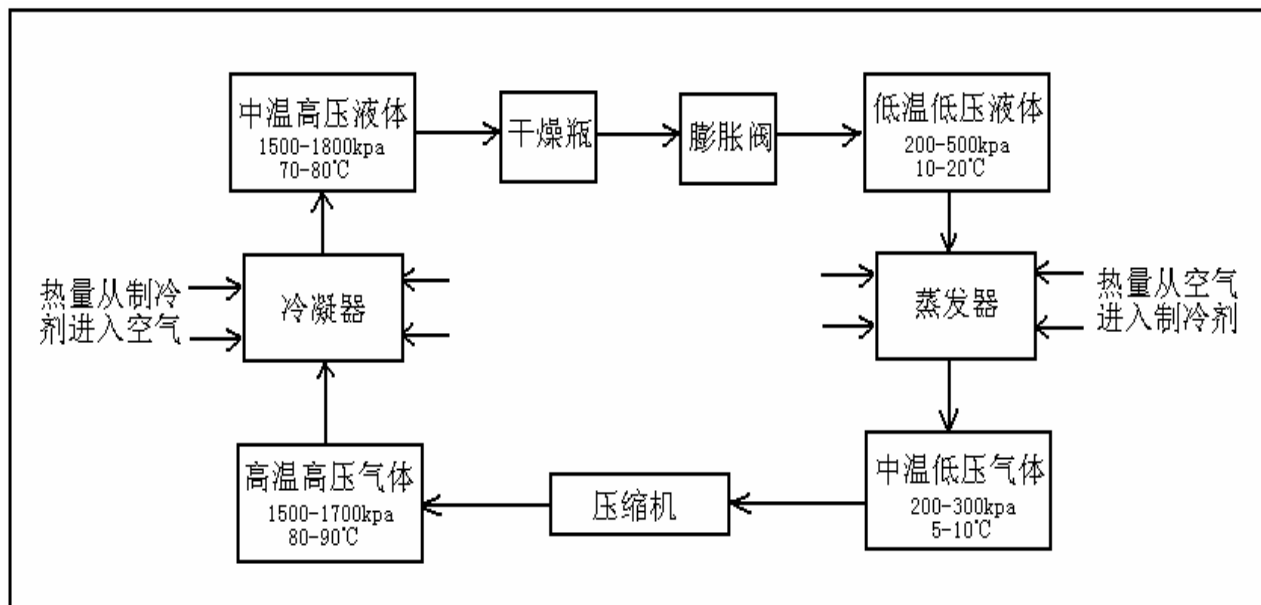 中温高压液体
1500-1800kpa
70-80℃
干燥瓶
膨胀阀
低温低压液体
200-500kpa
10-20℃
热量从制冷
剂进入空气
冷凝器
蒸发器
热量从空气
进入制冷剂
高温高压气体
1500-1700kpa
80-90℃
压缩机
中温低压气体
200-300kpa
5-10℃